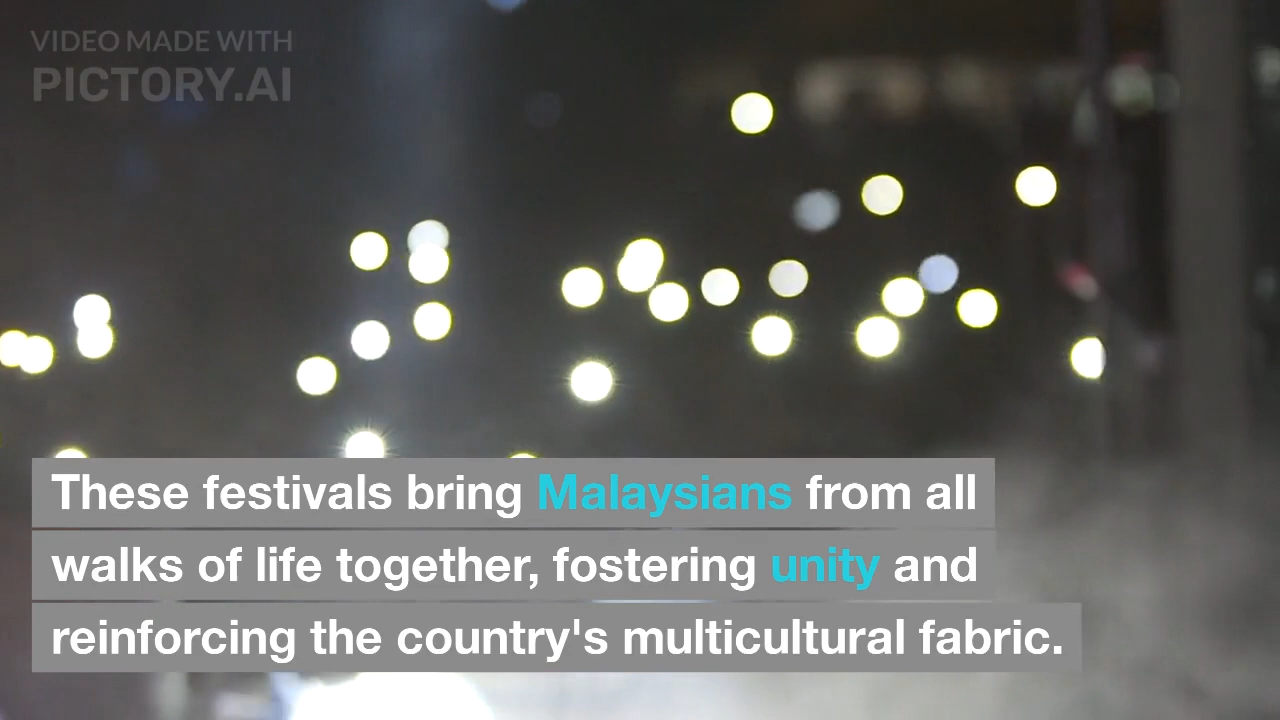 VIDEO MADE WITH
PICTORY.AI
These festivals bring Malaysians from all
walks of life together, fostering unity and
reinforcing the country's multicultural fabric.